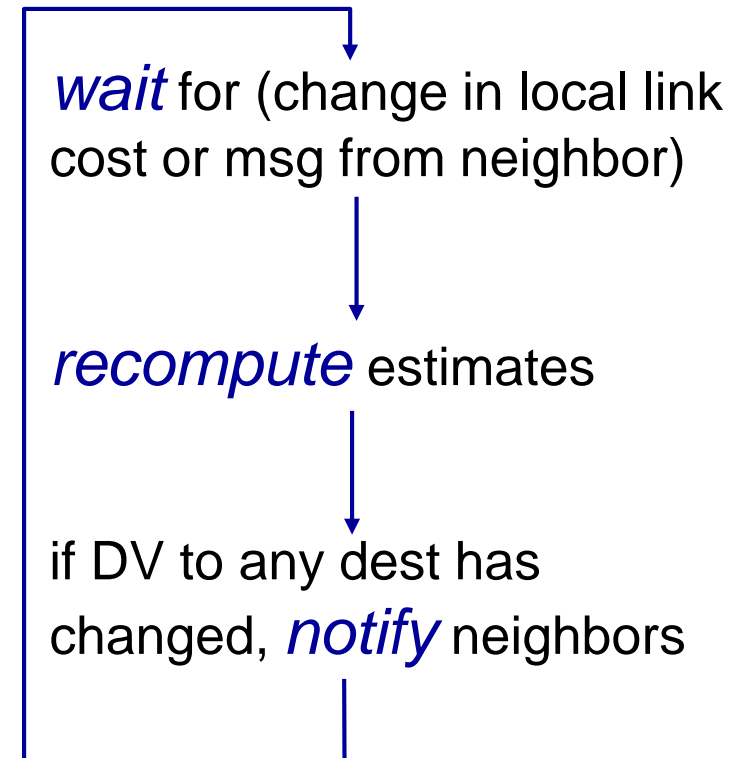 wait for (change in local link
cost or msg from neighbor)
recompute estimates
if DV to any dest has
changed, notify neighbors